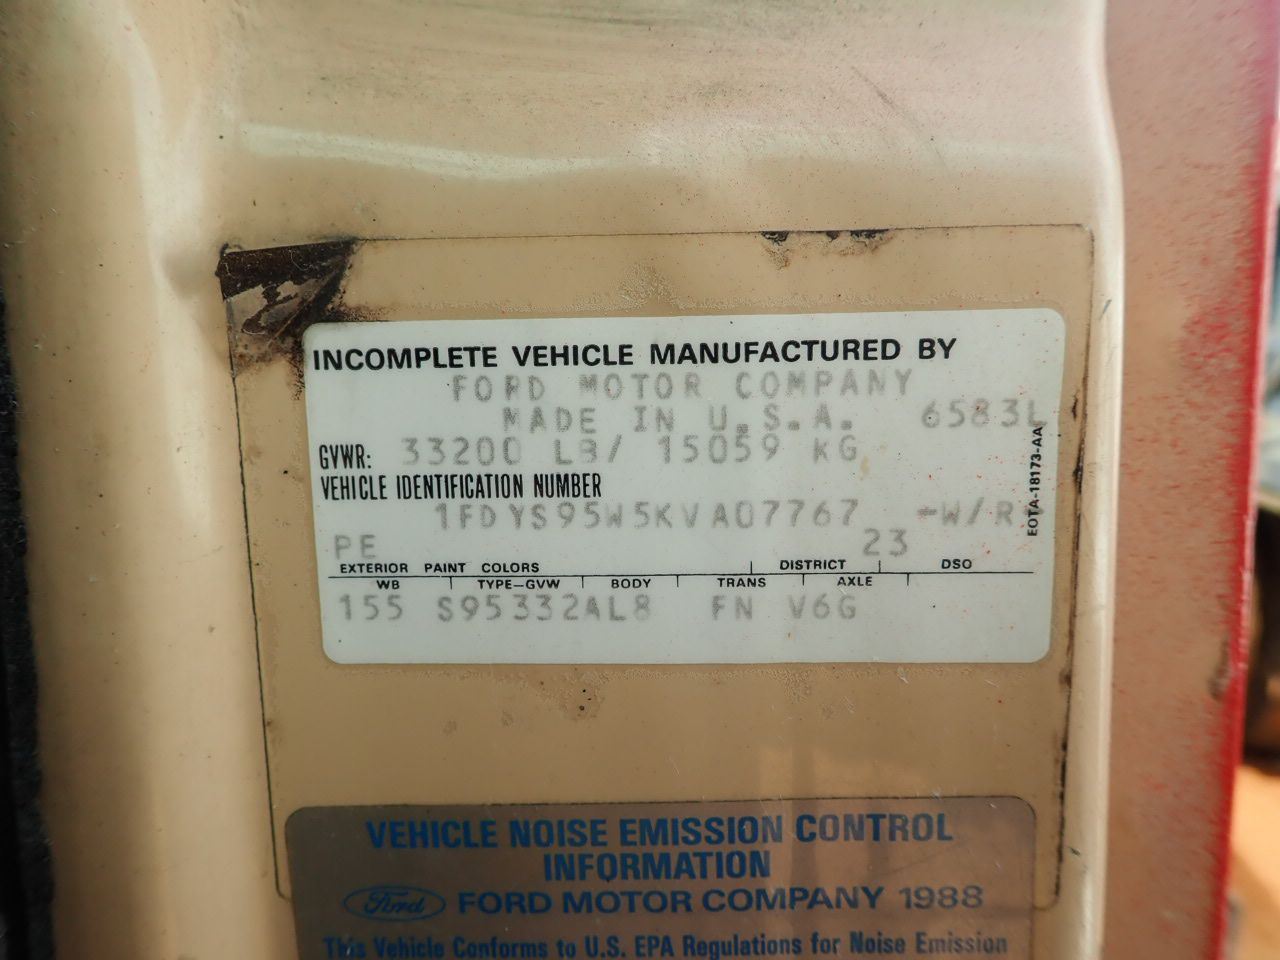 INCOMPLETE VEHICLE MANUFACTURED BY
FORD MOTOR COMPANY
MADE IN U.S.A. 6583L
GVWR: 33200 LB/ 15059 KG
VEHICLE IDENTIFICATION NUMBER
1FDYS95W5KVA07767 -W/R
PE 23
EXTERIOR PAINT COLORS DISTRICT DSO
WB TYPE-GVW BODY TRANS AXLE
155 S95332AL8 FN V6G
EOTA-18173-AA
VEHICLE NOISE EMISSION CONTROL
INFORMATION
Ford FORD MOTOR COMPANY 1988
This Vehicle Conforms to U.S. EPA Regulations for Noise Emission